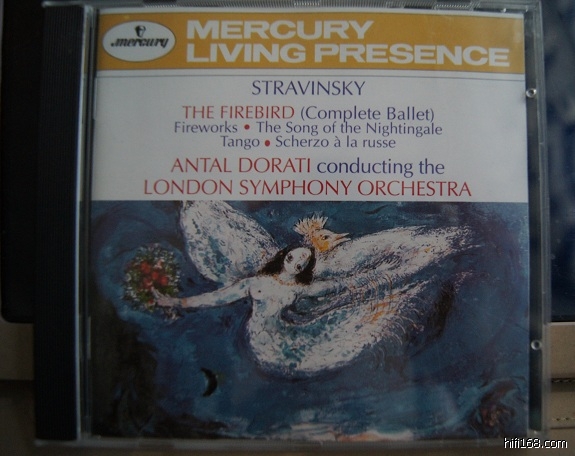 mercury
MERCURY
LIVING PRESENCE
STRAVINSKY
THE FIREBIRD (Complete Ballet)
Fireworks • The Song of the Nightingale
Tango • Scherzo à la russe
ANTAL DORATI conducting the
LONDON SYMPHONY ORCHESTRA
hifi168.com